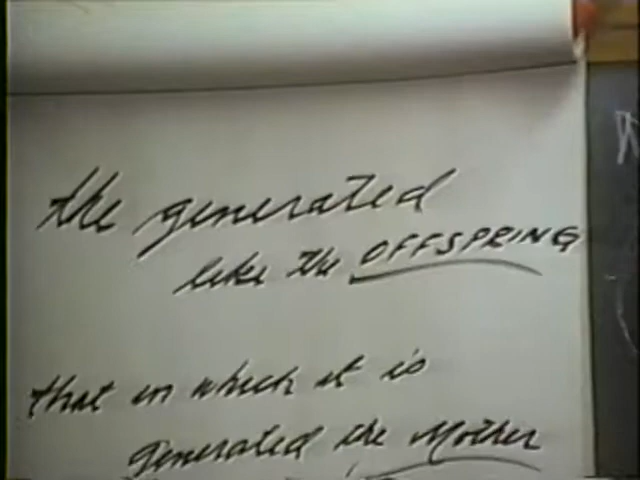 the generated
like the OFFSPRING
that in which it is
generated the Mother